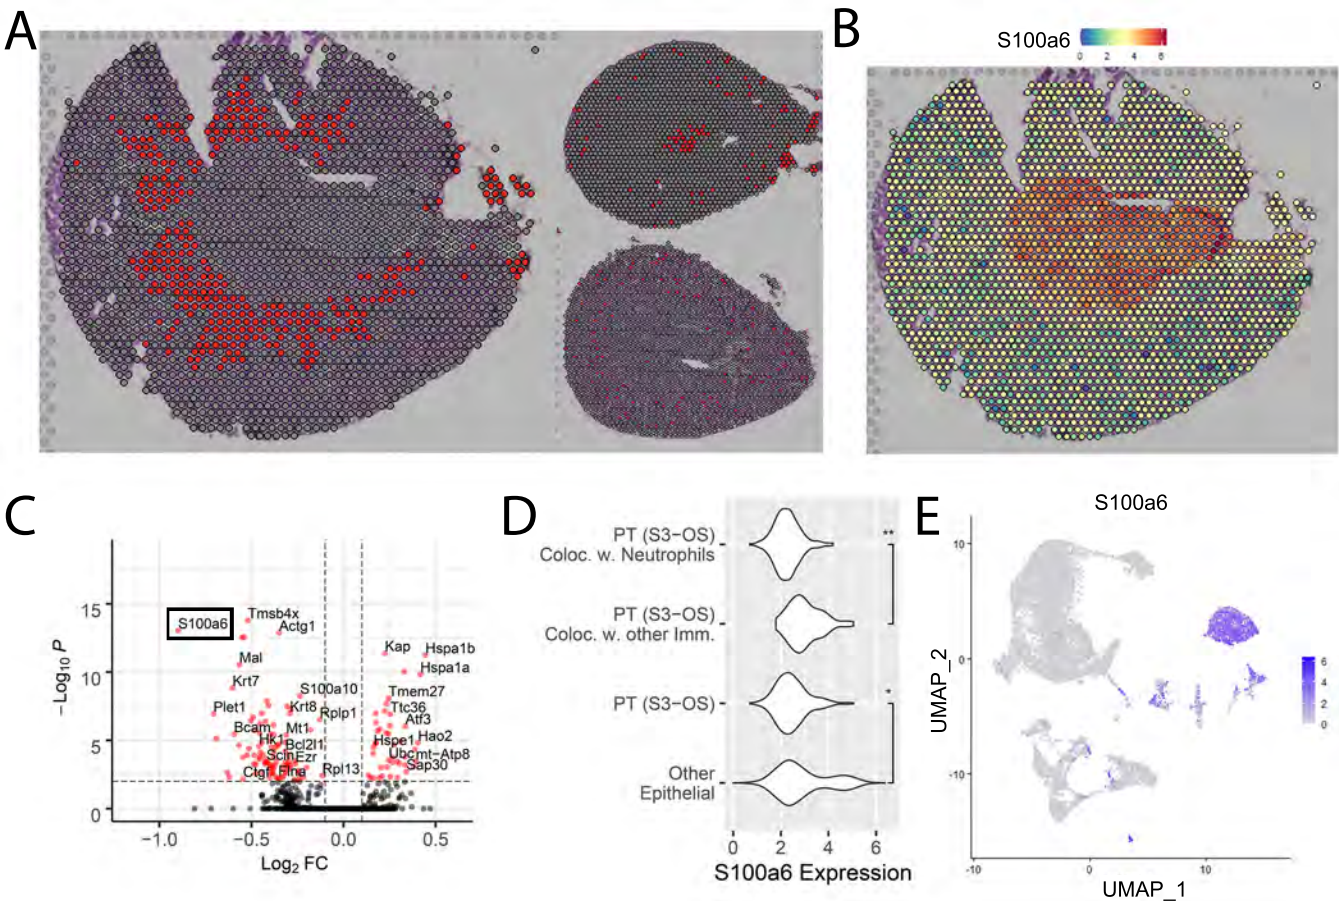 A
B
S100a6
0 2 4 6
C
15
10
5
0
−Log10 P
S100a6
Tmsb4x
Actg1
Mal
Krt7
S100a10
Plet1
Krt8
Rplp1
Bcam
Mt1
Hk1
Bcl2l1
Scin
Ezr
Ctgf
Flna
Rpl13
Kap
Hspa1b
Hspa1a
Tmem27
Ttc36
Atf3
Hspe1
Hao2
Ubcmt−Atp8
Sap30
−1.0 −0.5 0.0 0.5
Log2 FC
D
PT (S3−OS)
Coloc. w. Neutrophils
PT (S3−OS)
Coloc. w. other Imm.
PT (S3−OS)
Other
Epithelial
**
*
0 2 4 6
S100a6 Expression
E
S100a6
10
0
-10
UMAP_2
-10 0 10
UMAP_1
6
4
2
0